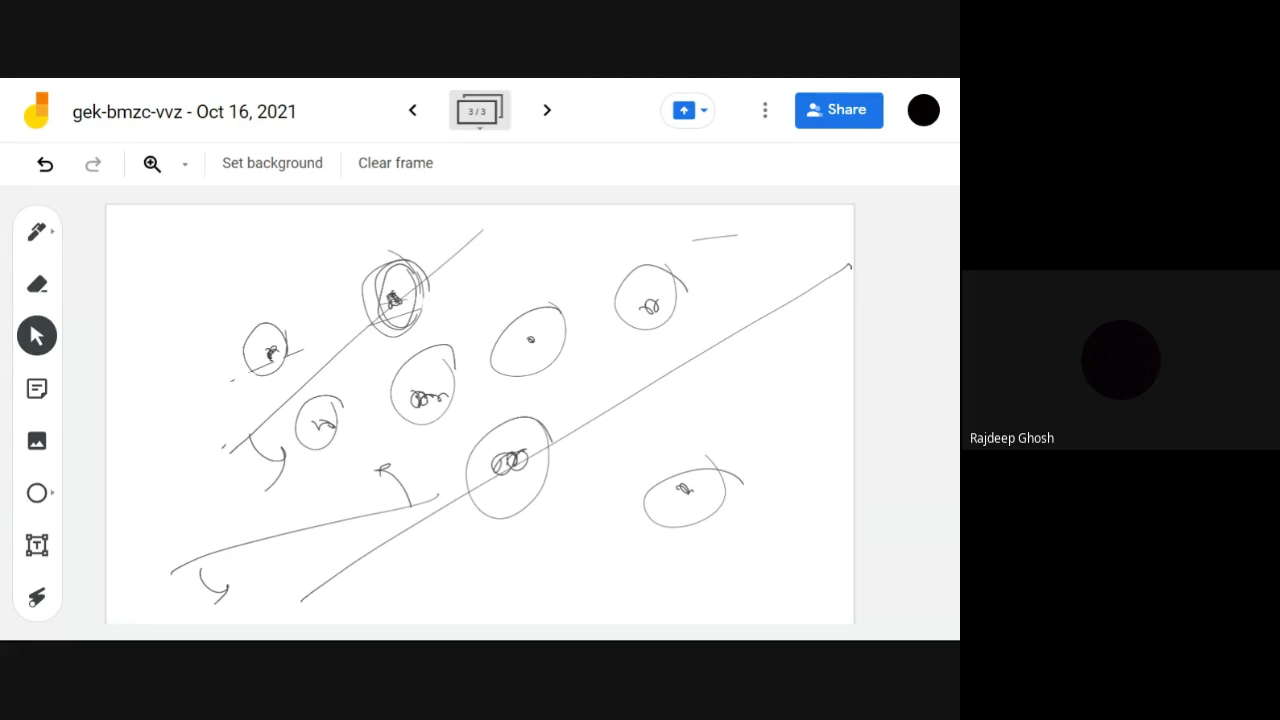 gek-bmzc-vvz - Oct 16, 2021
3 / 3
Share
Set background
Clear frame
T
Rajdeep Ghosh